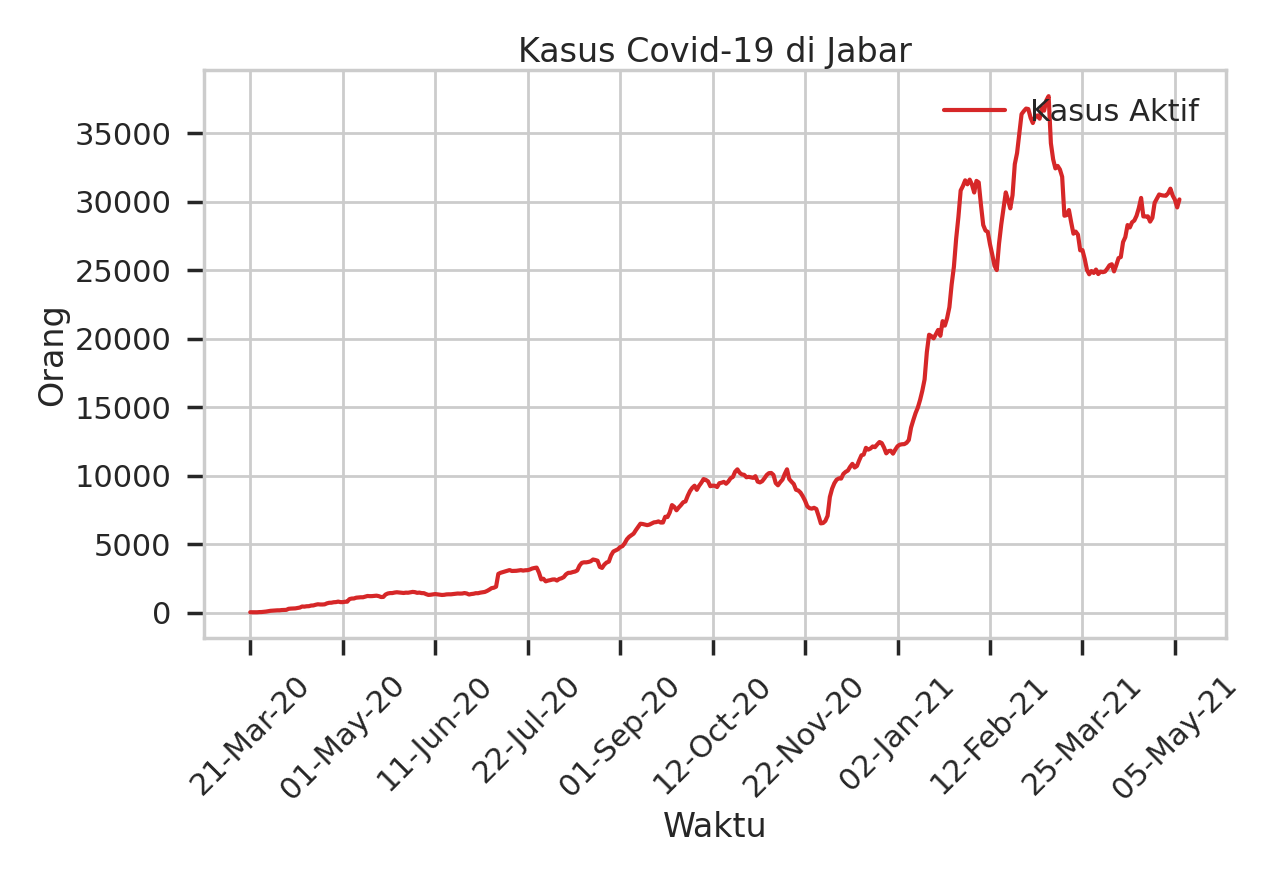 Kasus Covid-19 di Jabar
Kasus Aktif
Orang
35000
30000
25000
20000
15000
10000
5000
0
21-Mar-20
01-May-20
11-Jun-20
22-Jul-20
01-Sep-20
12-Oct-20
22-Nov-20
02-Jan-21
12-Feb-21
25-Mar-21
05-May-21
Waktu